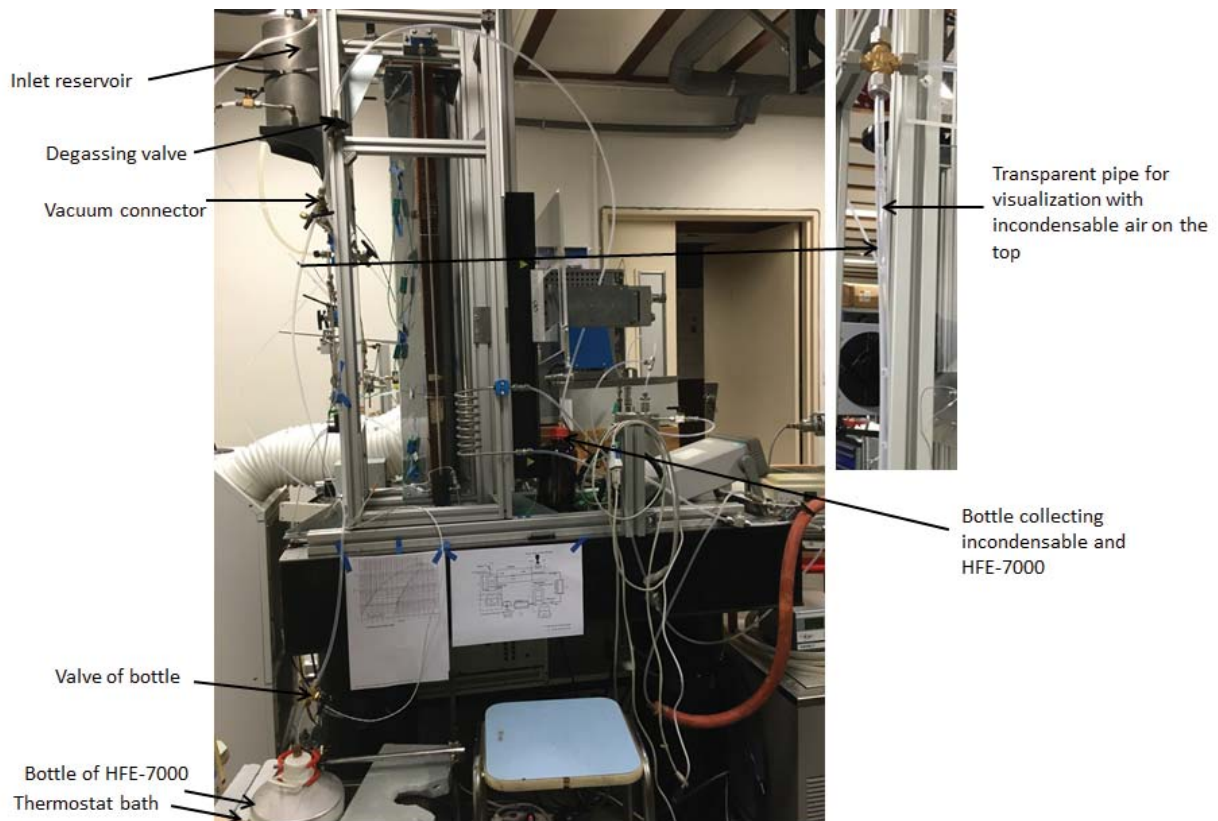 Inlet reservoir
Degassing valve
Vacuum connector
Transparent pipe for
visualization with
incondensable air on the
top
Bottle collecting
incondensable and
HFE-7000
Valve of bottle
Bottle of HFE-7000
Thermostat bath